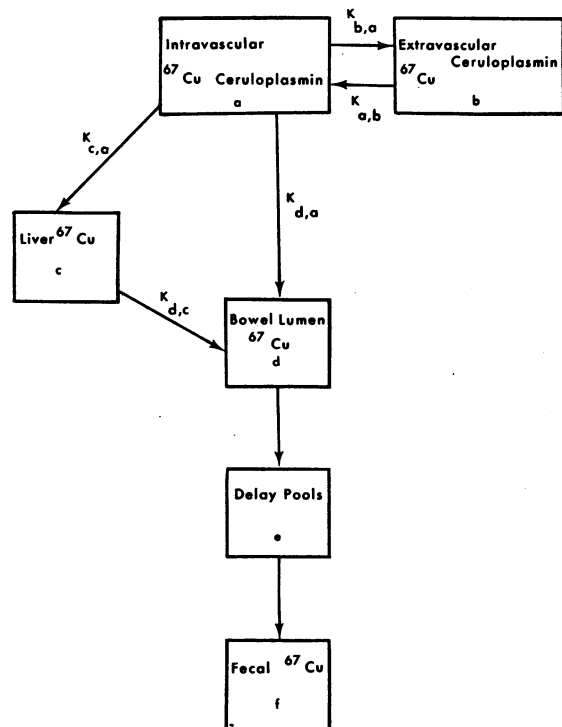 K b,a
Intravascular
67 Cu Ceruloplasmin
a
Extravascular
Ceruloplasmin
67 Cu
b
K a,b
K c,a
K d,a
Liver 67 Cu
c
K d,c
Bowel Lumen
67 Cu
d
Delay Pools
e
Fecal 67 Cu
f